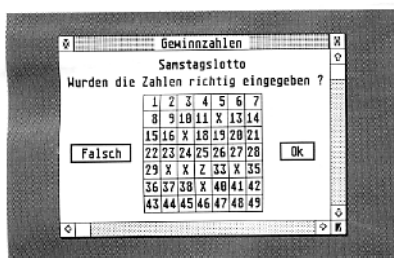 Gewinnzahlen
Samstagslotto
Wurden die Zahlen richtig eingegeben ?
1 2 3 4 5 6 7
8 9 10 11 X 13 14
15 16 X 18 19 20 21
Falsch 22 23 24 25 26 27 28 Ok
29 X X Z 33 X 35
36 37 38 X 40 41 42
43 44 45 46 47 48 49